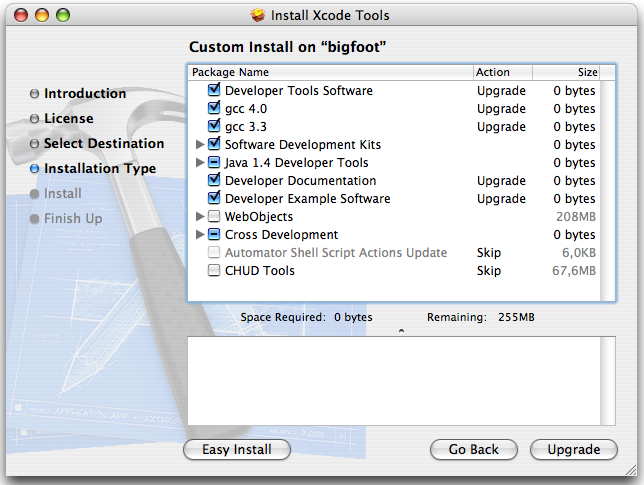 Install Xcode Tools
Custom Install on “bigfoot”
Introduction
License
Select Destination
Installation Type
Install
Finish Up
Package Name Action Size
Developer Tools Software Upgrade 0 bytes
gcc 4.0 Upgrade 0 bytes
gcc 3.3 Upgrade 0 bytes
Software Development Kits 0 bytes
Java 1.4 Developer Tools 0 bytes
Developer Documentation Upgrade 0 bytes
Developer Example Software Upgrade 0 bytes
WebObjects 208MB
Cross Development 0 bytes
Automator Shell Script Actions Update Skip 6,0KB
CHUD Tools Skip 67,6MB
Space Required: 0 bytes Remaining: 255MB
Easy Install Go Back Upgrade